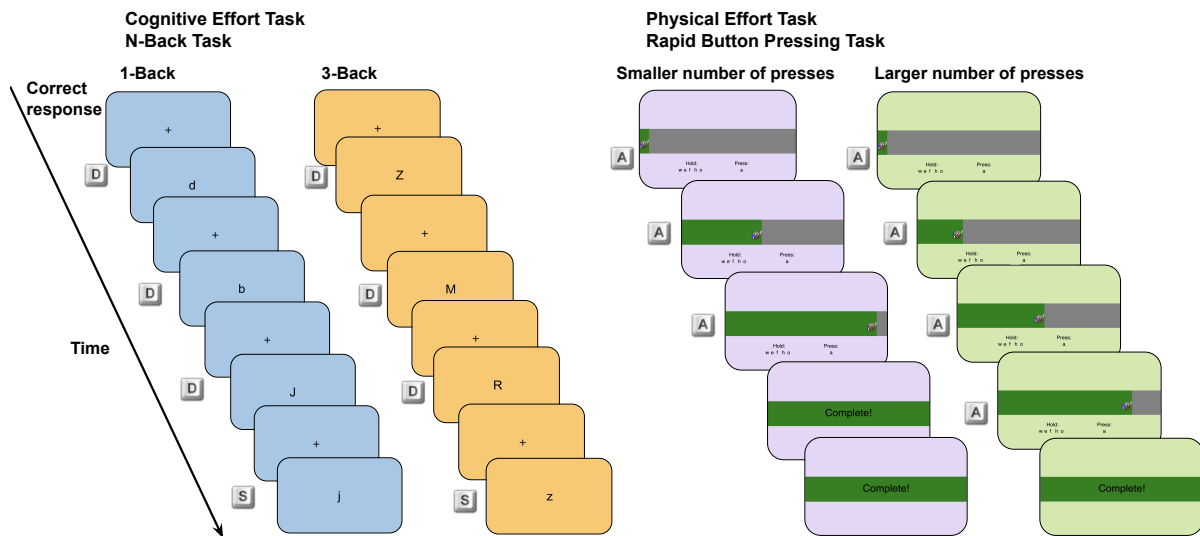 Cognitive Effort Task
N-Back Task
1-Back
3-Back
Correct
response
Time
+
D
d
+
D
b
+
D
J
+
S
j
+
D
Z
+
D
M
+
D
R
+
S
z
Physical Effort Task
Rapid Button Pressing Task
Smaller number of presses
Larger number of presses
A
Hold: Press:
w e f h o a
A
Hold: Press:
w e f h o a
A
Hold: Press:
w e f h o a
Complete!
Complete!
A
Hold: Press:
w e f h o a
A
Hold: Press:
w e f h o a
A
Hold: Press:
w e f h o a
A
Hold: Press:
w e f h o a
Complete!